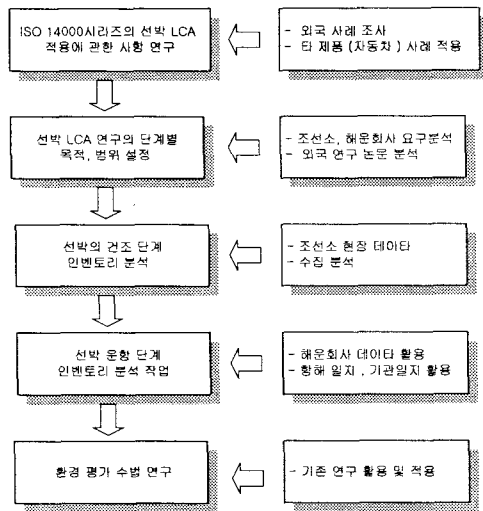 ISO 14000시리즈의 선박 LCA
적용에 관한 사항 연구
- 외국 사례 조사
- 타 제품 (자동차) 사례 적용
선박 LCA 연구의 단계별
목적, 범위 설정
- 조선소, 해운회사 요구분석
- 외국 연구 논문 분석
선박의 건조 단계
인벤토리 분석
- 조선소 현장 데이타
- 수집 분석
선박 운항 단계
인벤토리 분석 작업
- 해운회사 데이타 활용
- 항해 일지, 기관일지 활용
환경 평가 수법 연구
- 기존 연구 활용 및 적용